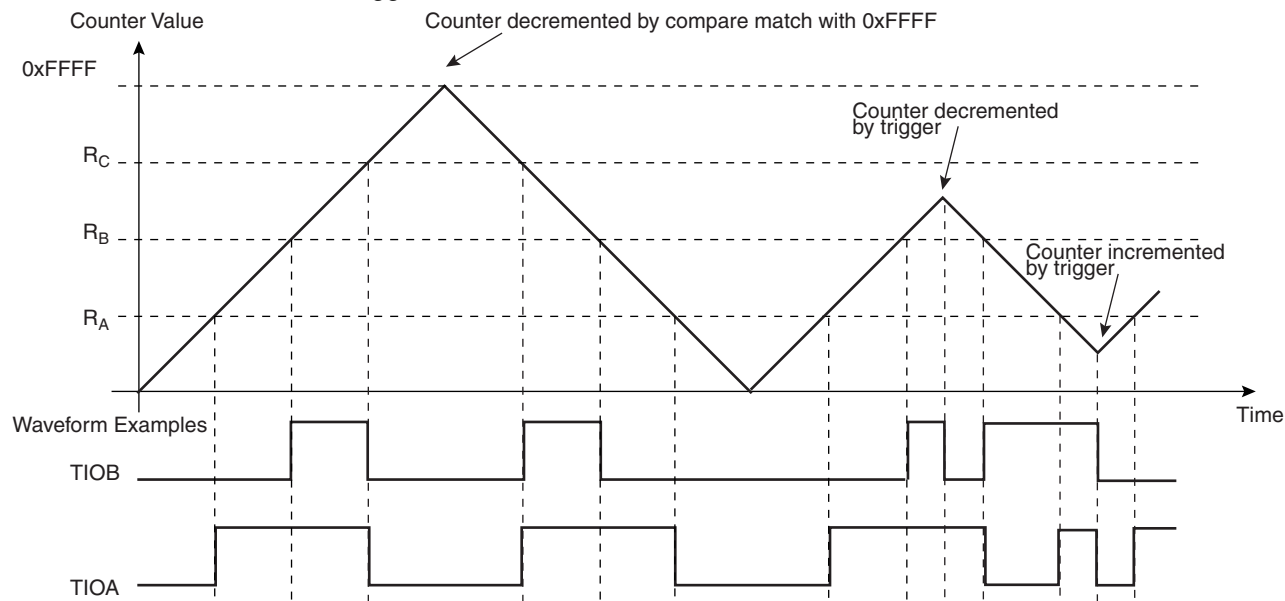 Counter Value
Counter decremented by compare match with 0xFFFF
0xFFFF
Counter decremented
by trigger
RC
RB
Counter incremented
by trigger
RA
Time
Waveform Examples
TIOB
TIOA